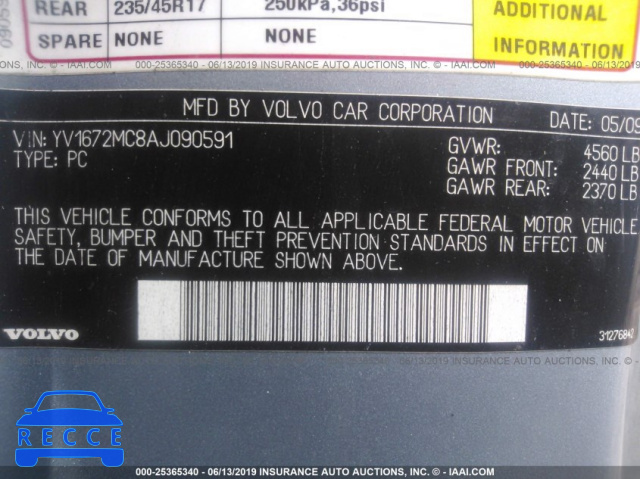 REAR 235/45R17 250kPa,36psi ADDITIONAL
SPARE NONE NONE INFORMATION
INC. - IAAI.COM 000-25365340 - 06/13/2019 INSURANCE AUTO AUCTIONS, INC. - IAAI.COM
MFD BY VOLVO CAR CORPORATION DATE: 05/09
VIN: YV1672MC8AJ090591
TYPE: PC
GVWR: 4560 LB
GAWR FRONT: 2440 LB
GAWR REAR: 2370 LB
THIS VEHICLE CONFORMS TO ALL APPLICABLE FEDERAL MOTOR VEHICLE
SAFETY, BUMPER AND THEFT PREVENTION STANDARDS IN EFFECT ON
THE DATE OF MANUFACTURE SHOWN ABOVE.
VOLVO
BIDFAX
000-25365340 - 06/13/2019 INSURANCE AUTO AUCTIONS, INC. - IAAI.COM